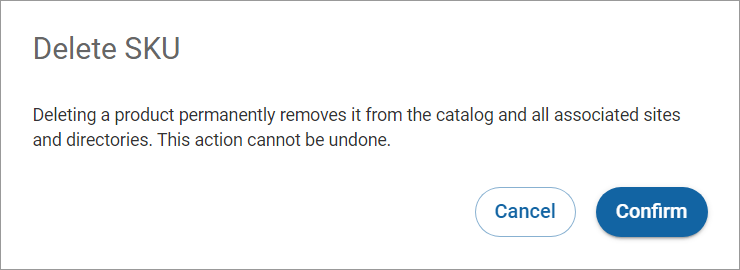 Delete SKU
Deleting a product permanently removes it from the catalog and all associated sites
and directories. This action cannot be undone.
Cancel
Confirm